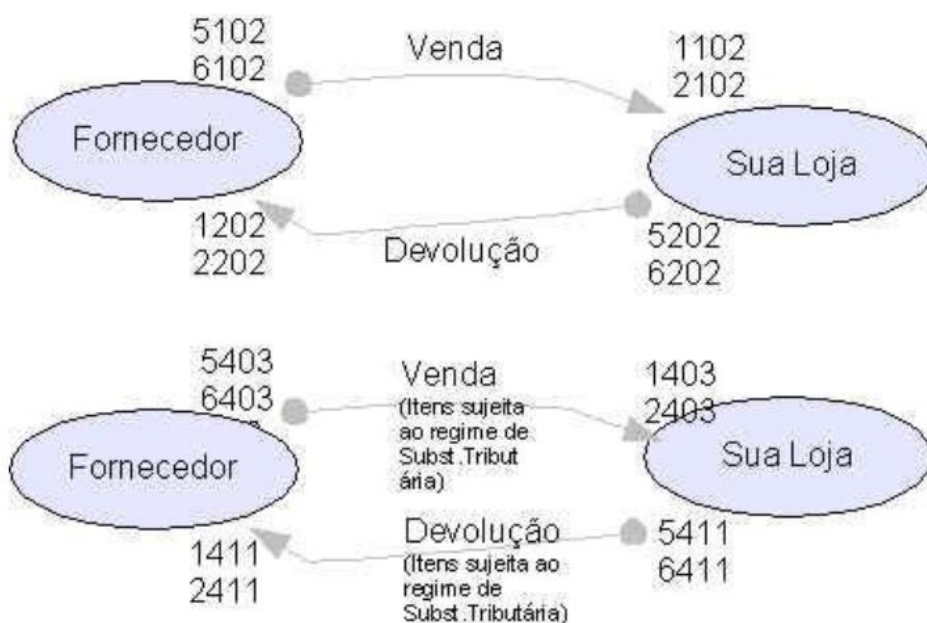 5102
6102
Venda
1102
2102
Fornecedor
Sua Loja
1202
2202
Devolução
5202
6202
5403
6403
Venda
(Itens sujeita
ao regime de
Subst.Tribut
ária)
1403
2403
Fornecedor
Sua Loja
1411
2411
Devolução
(Itens sujeita ao
regime de
Subst.Tributária)
5411
6411